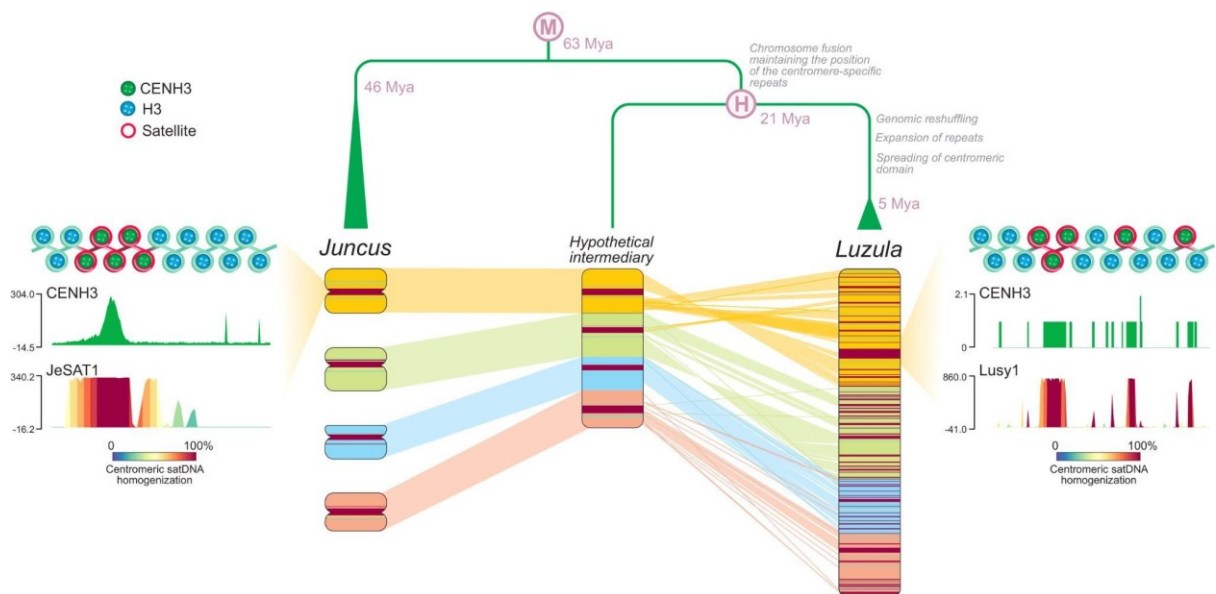 M
63 Mya
Chromosome fusion
maintaining the position
of the centromere-specific
repeats
CENH3
H3
Satellite
46 Mya
H
21 Mya
Genomic reshuffling
Expansion of repeats
Spreading of centromeric
domain
5 Mya
Juncus
Hypothetical
intermediary
Luzula
CENH3
304.0
-14.5
JeSAT1
340.2
-16.2
0 100%
Centromeric satDNA
homogenization
CENH3
2.1
0
Lusy1
860.0
-41.0
0 100%
Centromeric satDNA
homogenization